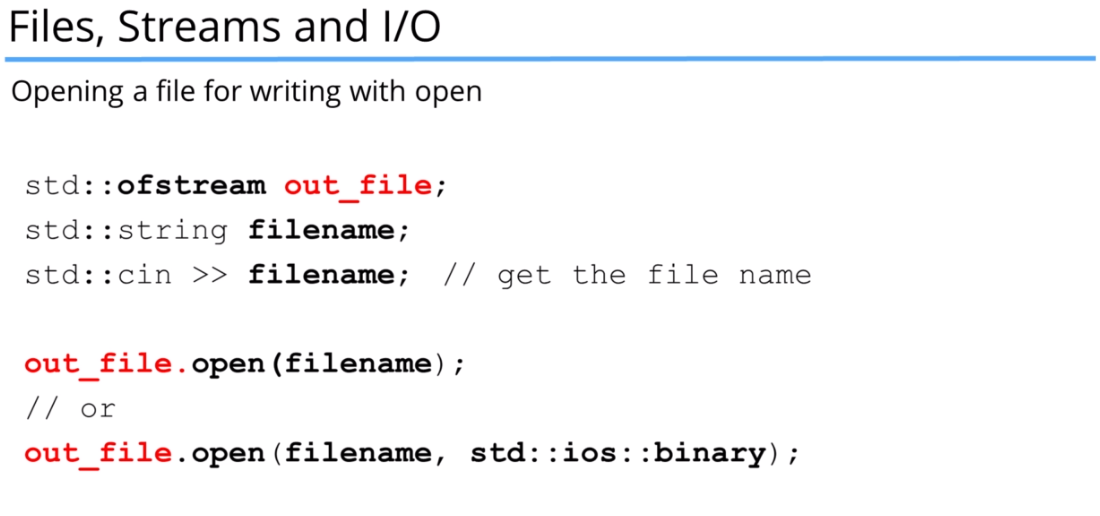 Files, Streams and I/O
Opening a file for writing with open
std::ofstream out_file;
std::string filename;
std::cin >> filename;  // get the file name
out_file.open(filename);
// or
out_file.open(filename, std::ios::binary);